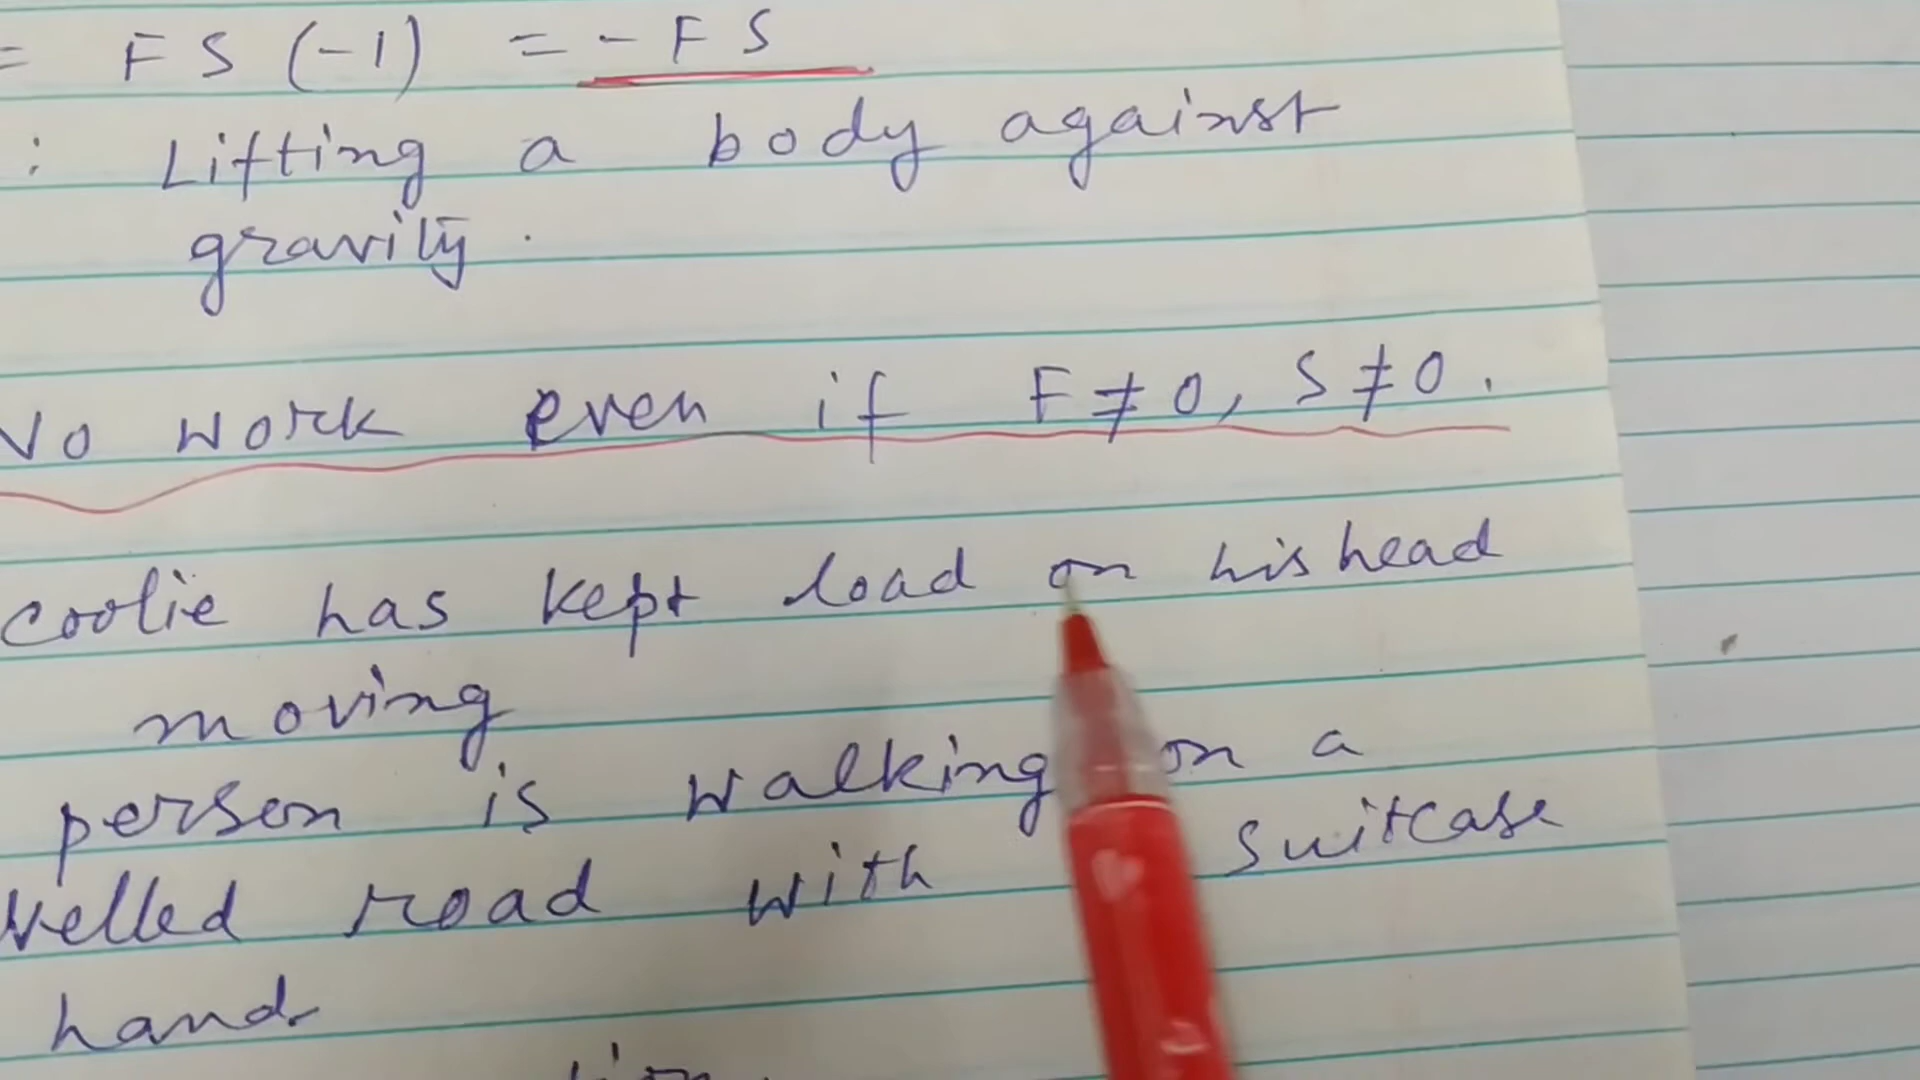 = FS (-1) = - FS
: Lifting a body against
gravity.
No work even if F ≠ 0, S ≠ 0.
coolie has kept load on his head
moving
person is walking on a
velled road with suitcase
hand.